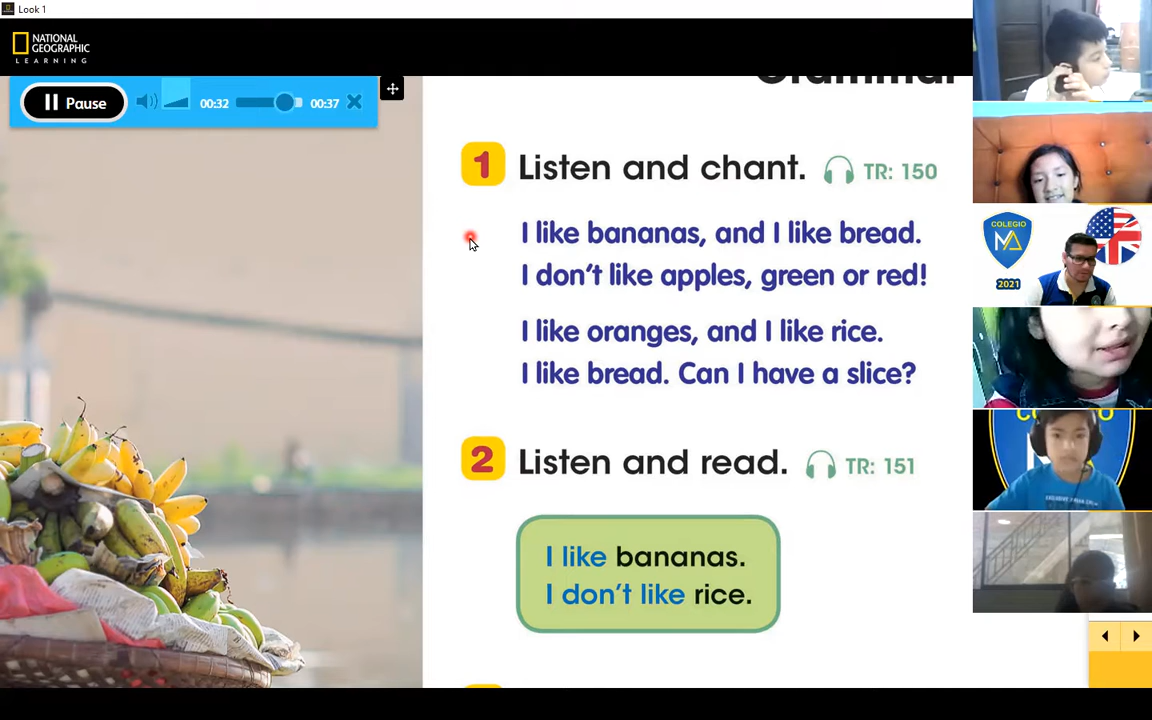 Look 1
NATIONAL
GEOGRAPHIC
LEARNING
Pause
00:32
00:37
Grammar
1 Listen and chant. TR: 150
I like bananas, and I like bread.
I don't like apples, green or red!
I like oranges, and I like rice.
I like bread. Can I have a slice?
2 Listen and read. TR: 151
I like bananas.
I don't like rice.
COLEGIO
MA
2021